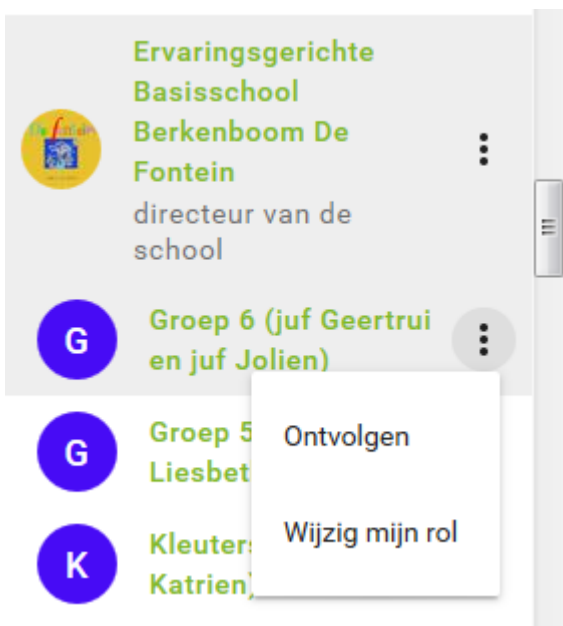 Ervaringsgerichte
Basisschool
Berkenboom De
Fontein
directeur van de
school
G
Groep 6 (juf Geertrui
en juf Jolien)
Ontvolgen
Wijzig mijn rol
G
Groep 5
Liesbet
K
Kleuters
Katrien)